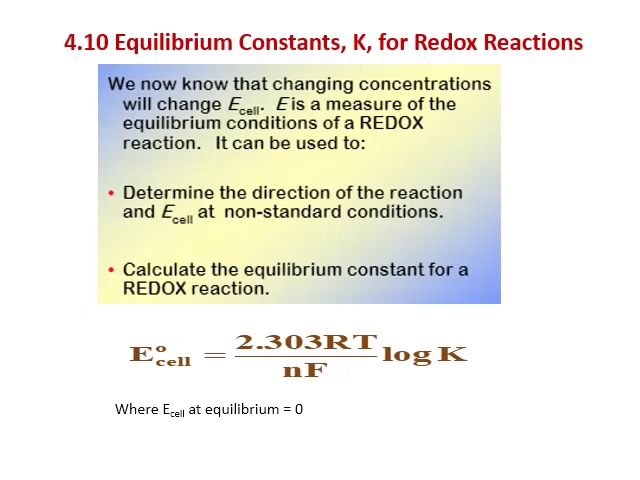 4.10 Equilibrium Constants, K, for Redox Reactions
We now know that changing concentrations
will change Ecell. E is a measure of the
equilibrium conditions of a REDOX
reaction. It can be used to:
• Determine the direction of the reaction
and Ecell at non-standard conditions.
• Calculate the equilibrium constant for a
REDOX reaction.
E°cell = 2.303RT/nF log K
Where Ecell at equilibrium = 0